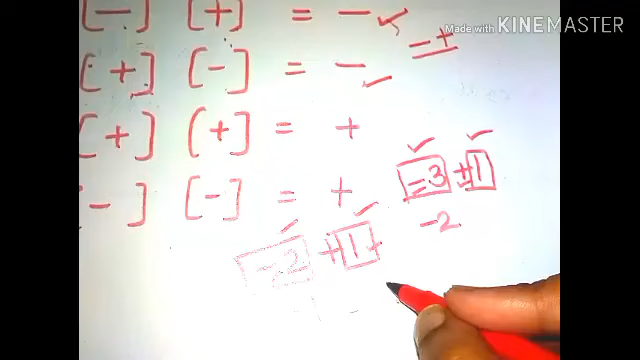 Made with KINEMASTER
[-] [+] = -
- +
[+] [-] = -
[+] [+] = +
- 3 + 1
-] [-] = +
- 2
- 2 + 1